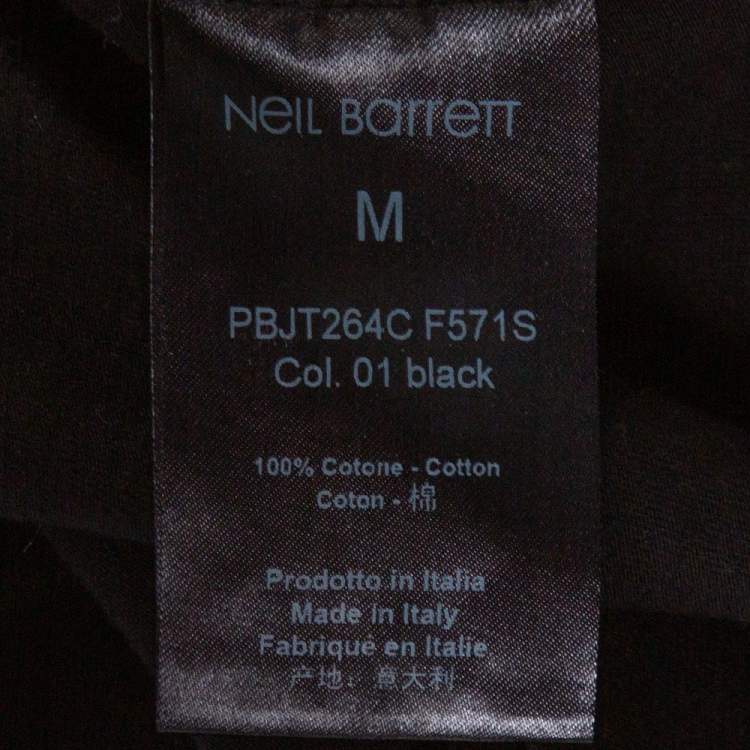 Neil Barrett
M
PBJT264C F571S
Col. 01 black
100% Cotone - Cotton
Coton - 棉
Prodotto in Italia
Made in Italy
Fabriqué en Italie
产地：意大利